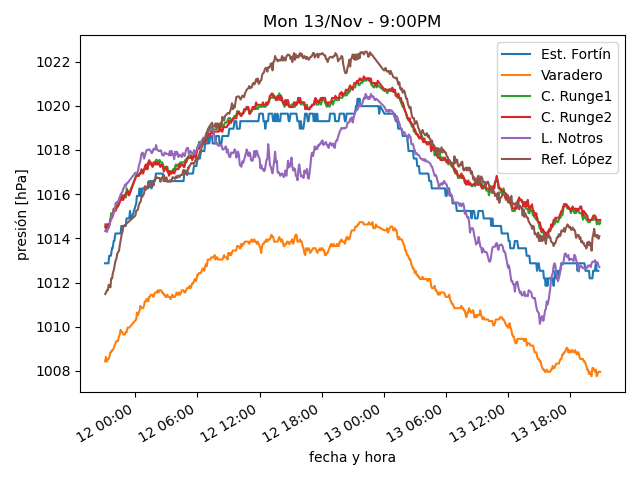 Mon 13/Nov - 9:00PM
presión [hPa]
1022
1020
1018
1016
1014
1012
1010
1008
Est. Fortín
Varadero
C. Runge1
C. Runge2
L. Notros
Ref. López
12 00:00
12 06:00
12 12:00
12 18:00
13 00:00
13 06:00
13 12:00
13 18:00
fecha y hora